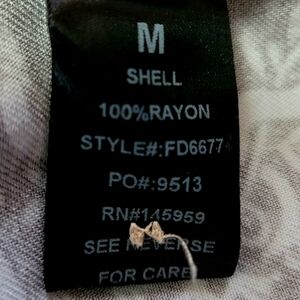 M
SHELL
100%RAYON
STYLE#:FD6677
PO#:9513
RN#145959
SEE REVERSE
FOR CARE